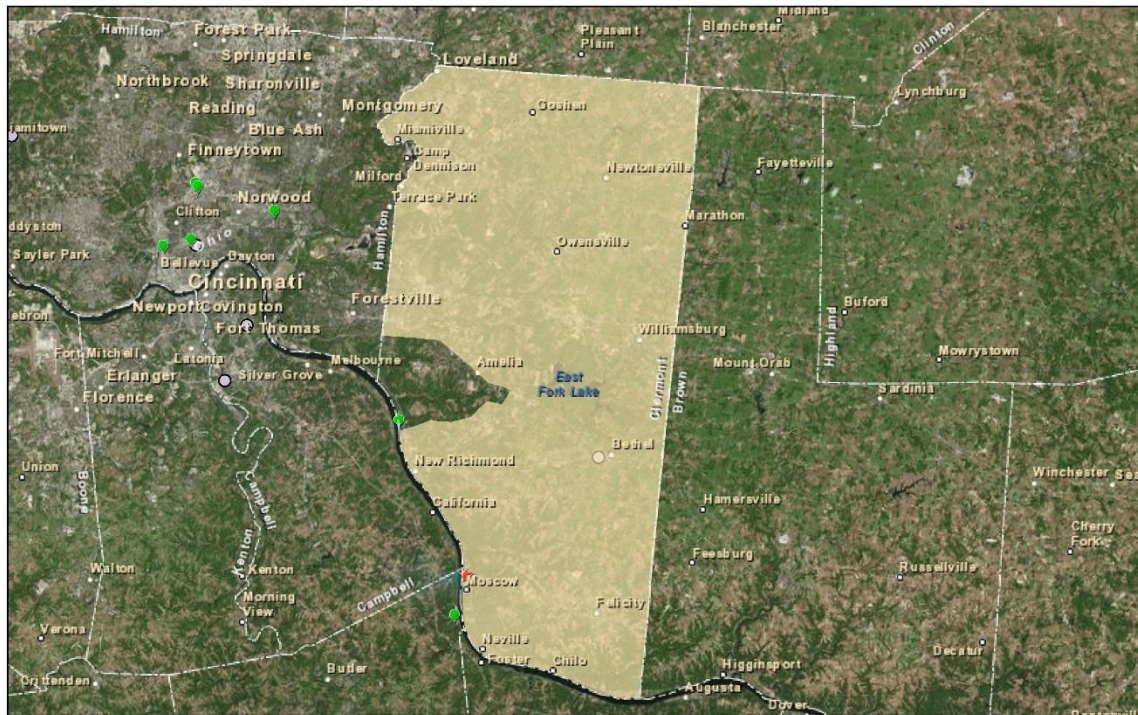 Midland
Hamilton
Forest Park
Pleasant
Plain
Blanchester
Clinton
Springdale
Loveland
Northbrook
Sharonville
Lynchburg
Reading
Montgomery
Goshen
Blue Ash
Miamiville
Finneytown
Camp
Dennison
Fayetteville
Milford
Newtonsville
Norwood
Terrace Park
Clifton
Marathon
Ohio
Hamilton
Owensville
Sayler Park
Bellevue
Dayton
Cincinnati
Forestville
Buford
Newport
Covington
Williamsburg
Highland
Fort Thomas
Fort Mitchell
Latonia
Melbourne
Amelia
Mount Orab
Mowrystown
Erlanger
Silver Grove
East
Fork Lake
Clermont
Brown
Florence
Sardinia
Bethel
New Richmond
Union
Boone
Campbell
Winchester
California
Hamersville
Cherry
Fork
Kenton
Feesburg
Walton
Kenton
Campbell
Moscow
Russellville
Morning
View
Felicity
Verona
Neville
Decatur
Butler
Foster
Chilo
Higginsport
Crittenden
Augusta
Dover